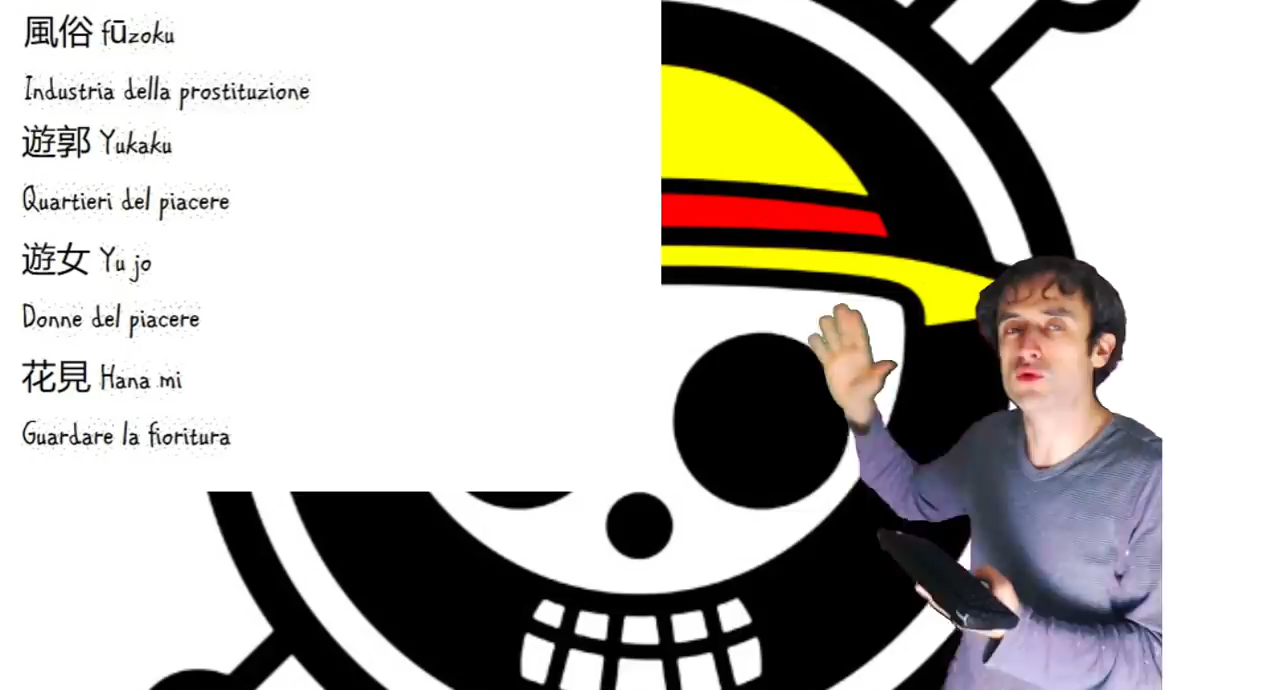 風俗 fūzoku
Industria della prostituzione
遊郭 Yukaku
Quartieri del piacere
遊女 Yu jo
Donne del piacere
花見 Hana mi
Guardare la fioritura